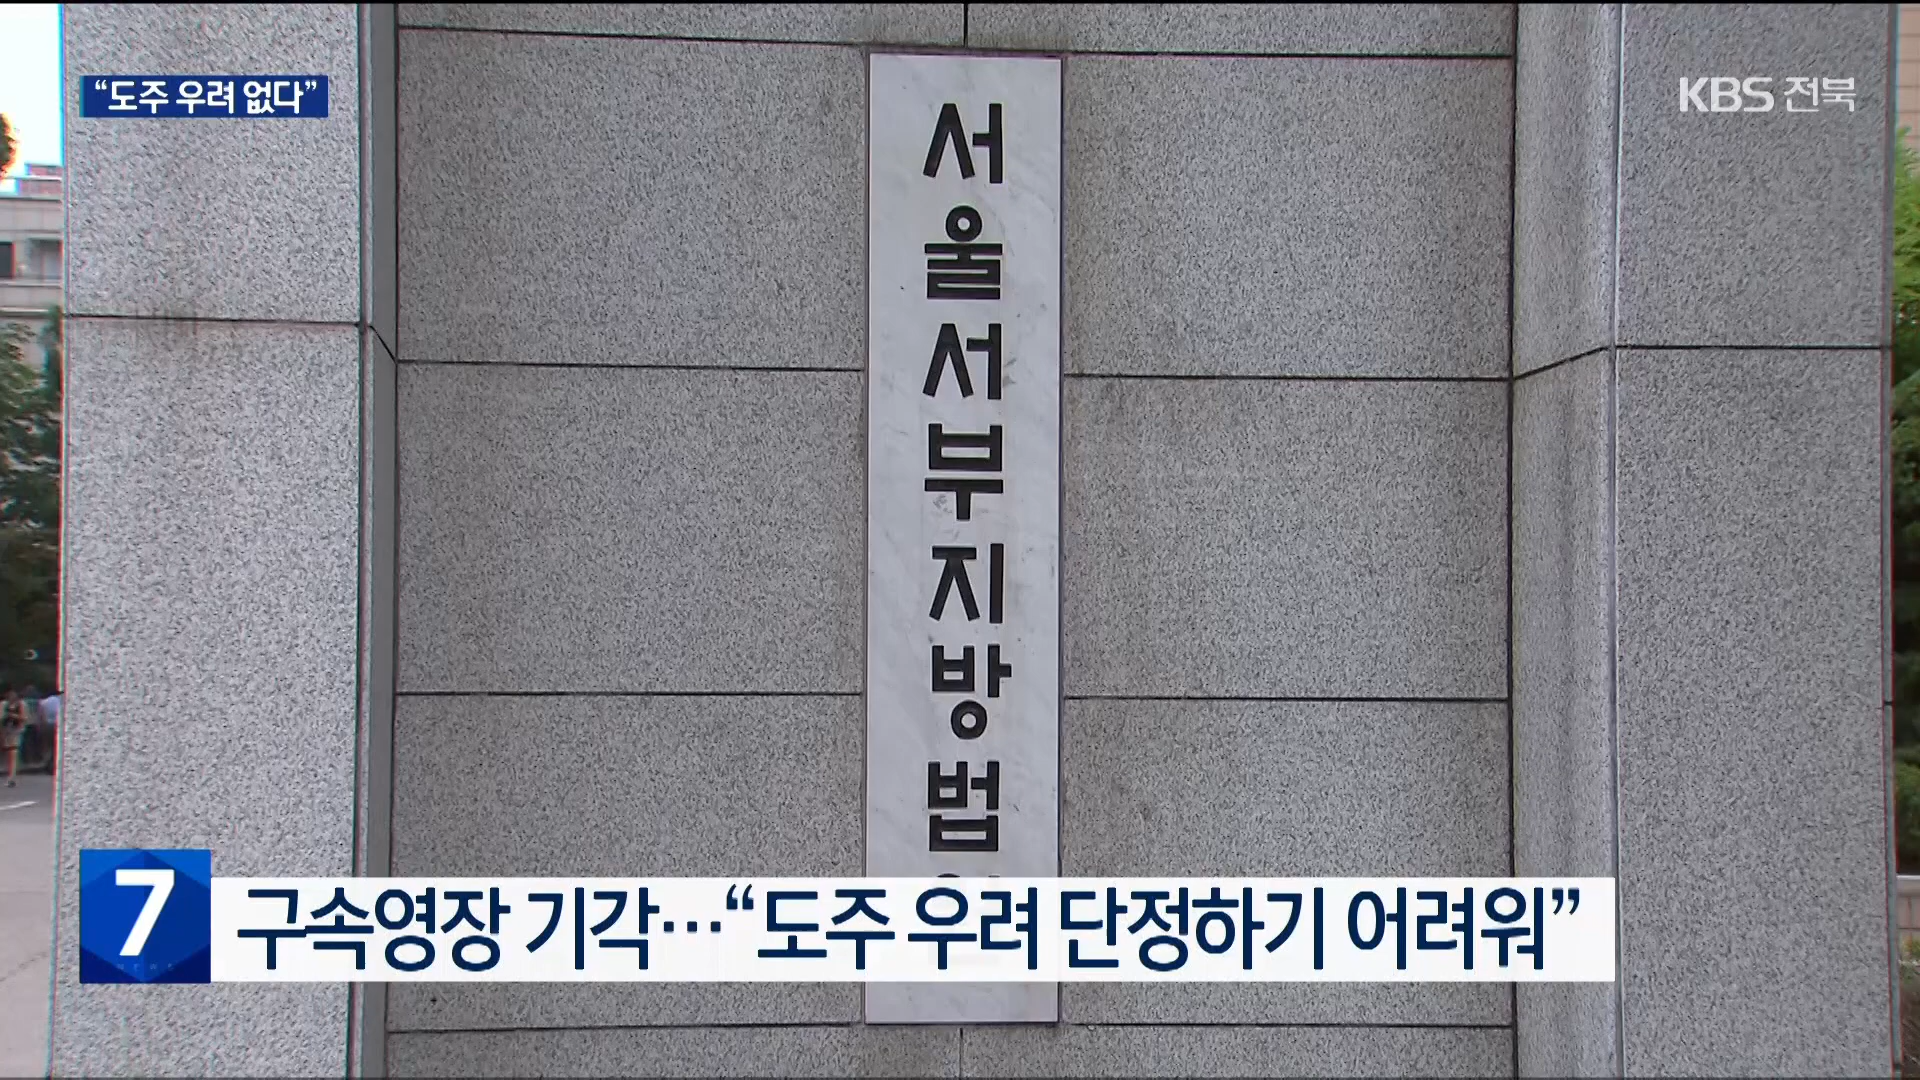 “도주 우려 없다”
KBS 전북
서울서부지방법
7
NEWS
구속영장 기각…“도주 우려 단정하기 어려워”